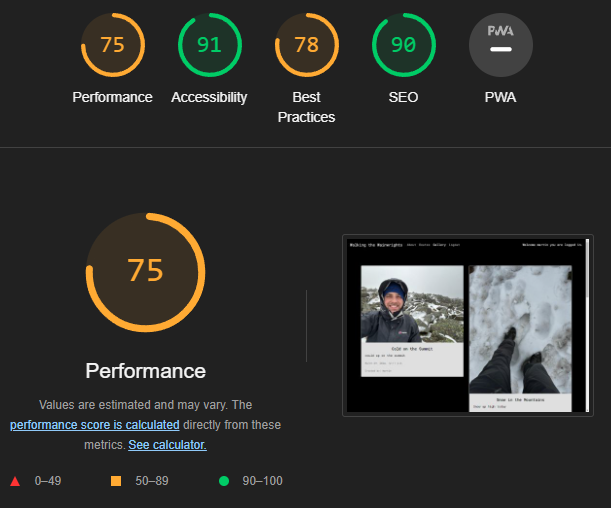 75
91
78
90
PWA
Performance
Accessibility
Best
Practices
SEO
PWA
75
Performance
Values are estimated and may vary. The
performance score is calculated directly from these
metrics. See calculator.
0–49
50–89
90–100
Walking the Wainwrights About Routes Gallery Logout
Cold on the Summit
Snow in the Mountains